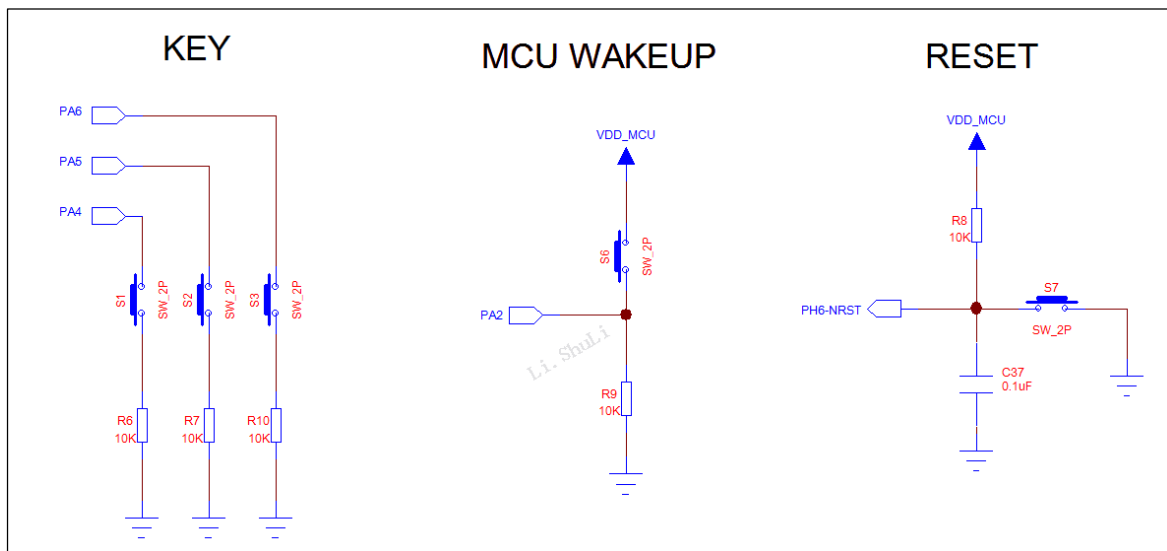 KEY
MCU WAKEUP
RESET
PA6
PA5
PA4
S1
SW_2P
S2
SW_2P
S3
SW_2P
R6
10K
R7
10K
R10
10K
VDD_MCU
S6
SW_2P
PA2
Li.ShuLi
R9
10K
VDD_MCU
R8
10K
PH6-NRST
S7
SW_2P
C37
0.1uF